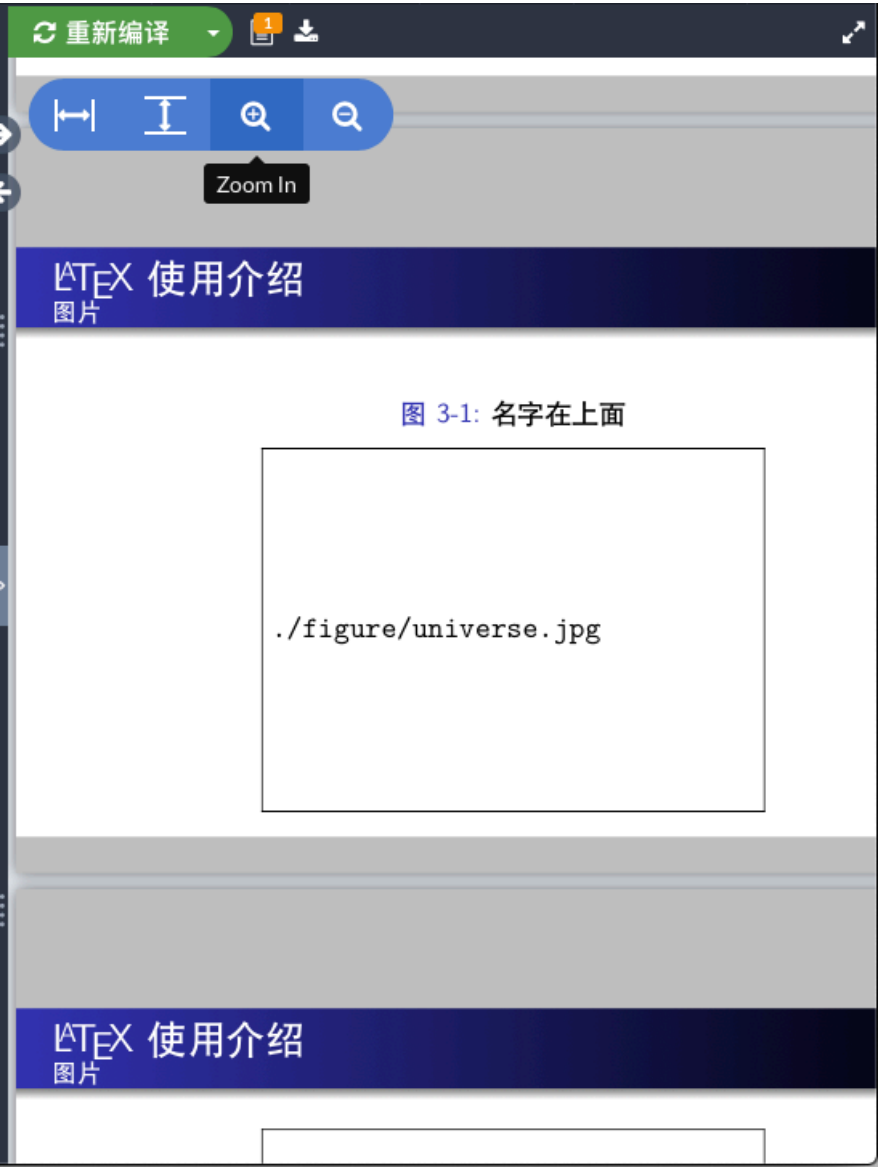 重新编译
1
Zoom In
LATEX 使用介绍
图片
图 3-1: 名字在上面
./figure/universe.jpg
LATEX 使用介绍
图片